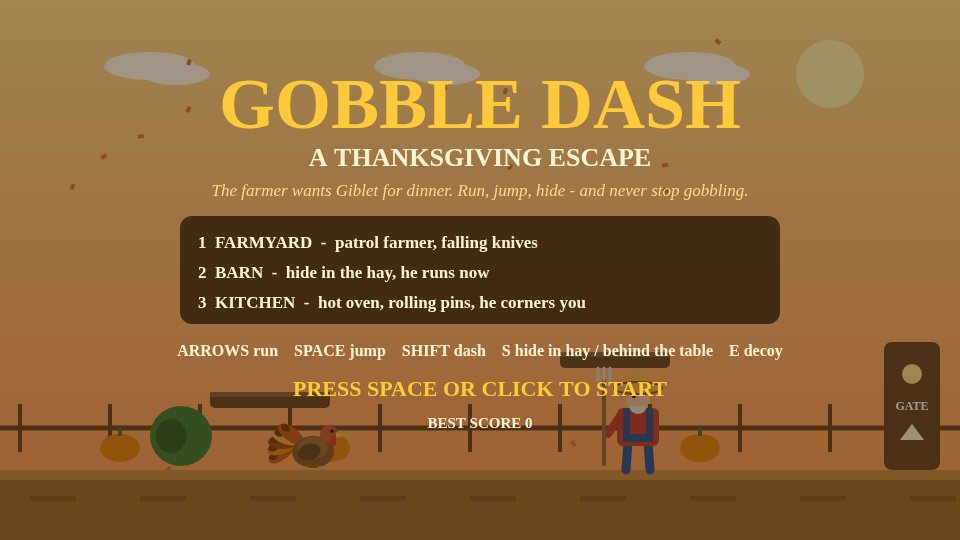 GOBBLE DASH
A THANKSGIVING ESCAPE
The farmer wants Giblet for dinner. Run, jump, hide - and never stop gobbling.
1 FARMYARD - patrol farmer, falling knives
2 BARN - hide in the hay, he runs now
3 KITCHEN - hot oven, rolling pins, he corners you
ARROWS run SPACE jump SHIFT dash S hide in hay / behind the table E decoy
PRESS SPACE OR CLICK TO START
GATE
BEST SCORE 0